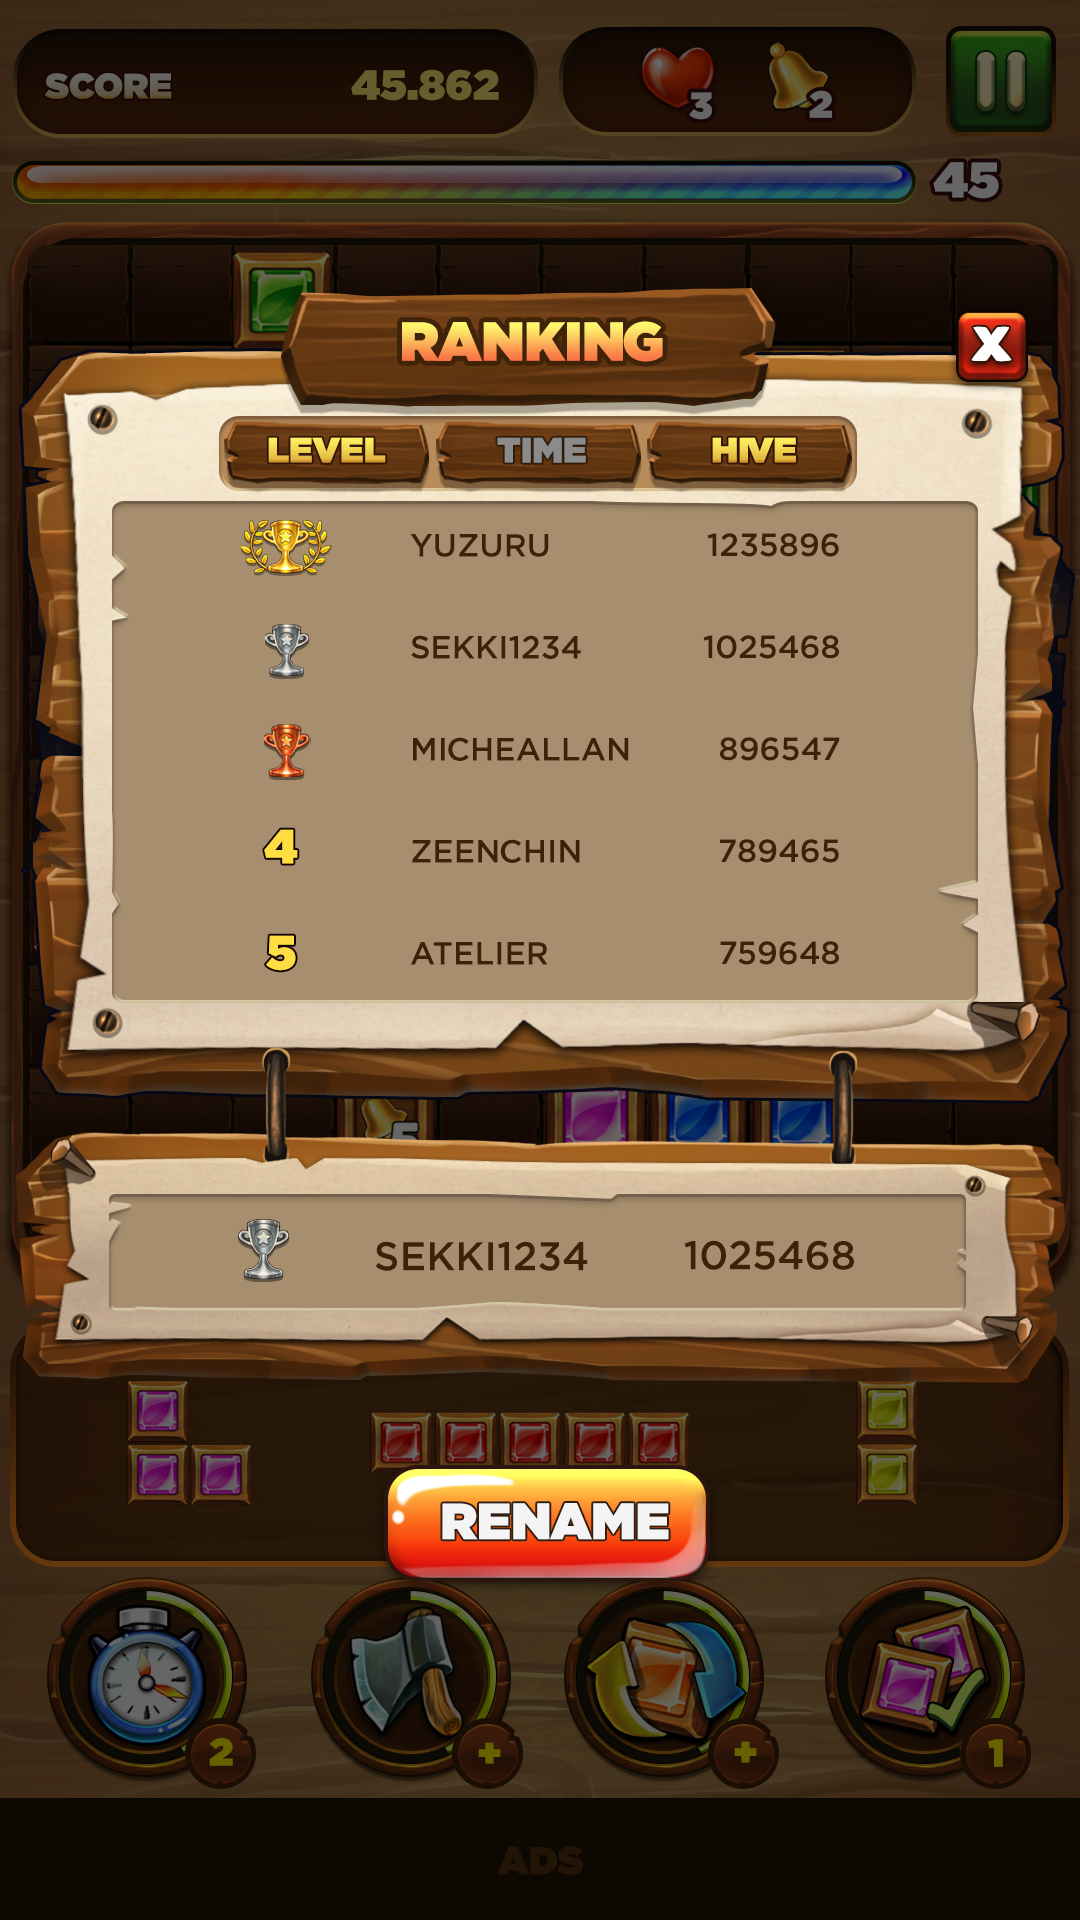 SCORE 45.862 3 2
45
RANKING
X
LEVEL TIME HIVE
YUZURU 1235896
SEKKI1234 1025468
MICHEALLAN 896547
4 ZEENCHIN 789465
5 ATELIER 759648
5
SEKKI1234 1025468
RENAME
2 + + 1
ADS